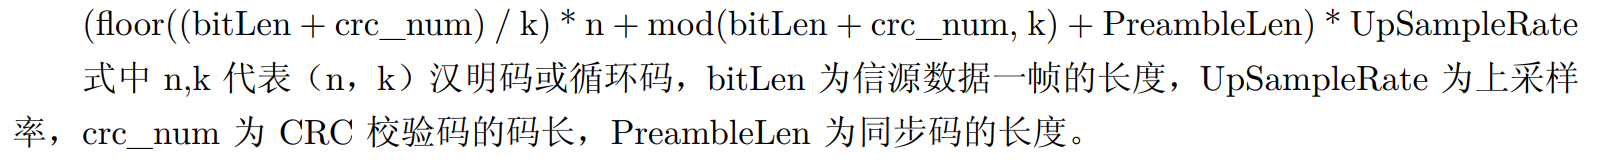 (floor((bitLen + crc_num) / k) * n + mod(bitLen + crc_num, k) + PreambleLen) * UpSampleRate
式中 n,k 代表（n，k）汉明码或循环码，bitLen 为信源数据一帧的长度，UpSampleRate 为上采样
率，crc_num 为 CRC 校验码的码长，PreambleLen 为同步码的长度。